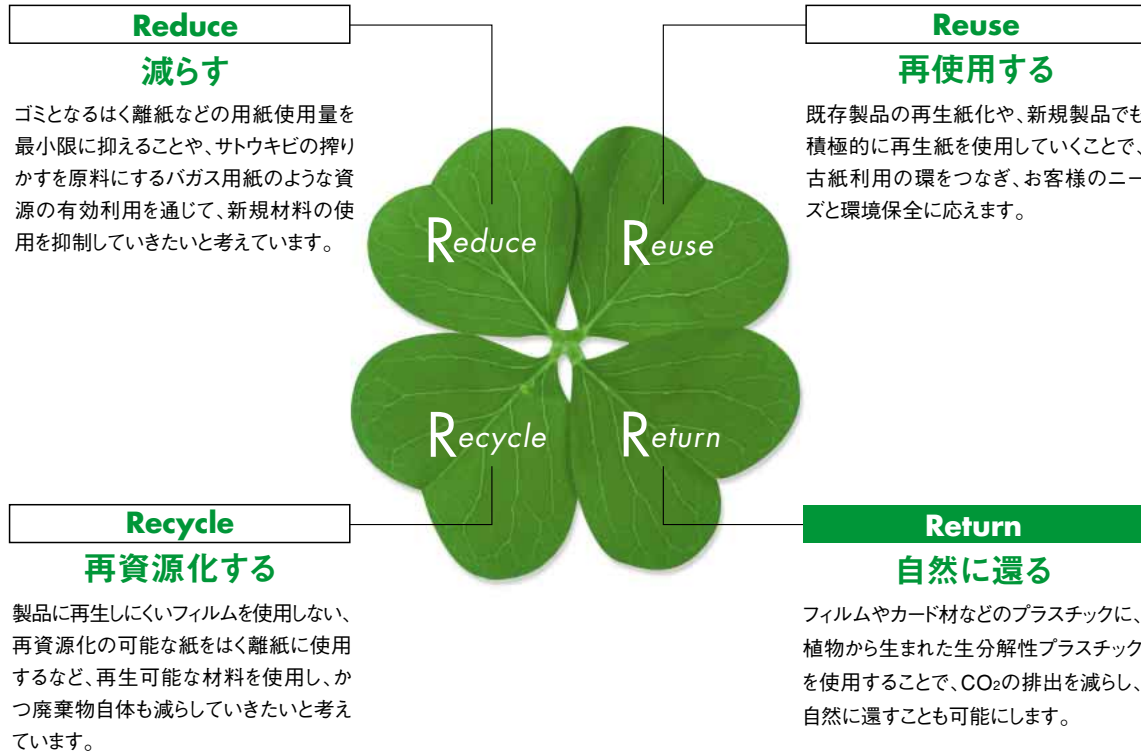 Reduce
減らす
ゴミとなるはく離紙などの用紙使用量を
最小限に抑えることや、サトウキビの搾り
かすを原料にするバガス用紙のような資
源の有効利用を通じて、新規材料の使
用を抑制していきたいと考えています。
Reuse
再使用する
既存製品の再生紙化や、新規製品でも
積極的に再生紙を使用していくことで、
古紙利用の環をつなぎ、お客様のニー
ズと環境保全に応えます。
Reduce
Reuse
Recycle
Return
Recycle
再資源化する
製品に再生しにくいフィルムを使用しない、
再資源化の可能な紙をはく離紙に使用
するなど、再生可能な材料を使用し、か
つ廃棄物自体も減らしていきたいと考え
ています。
Return
自然に還る
フィルムやカード材などのプラスチックに、
植物から生まれた生分解性プラスチック
を使用することで、CO₂の排出を減らし、
自然に還すことも可能にします。